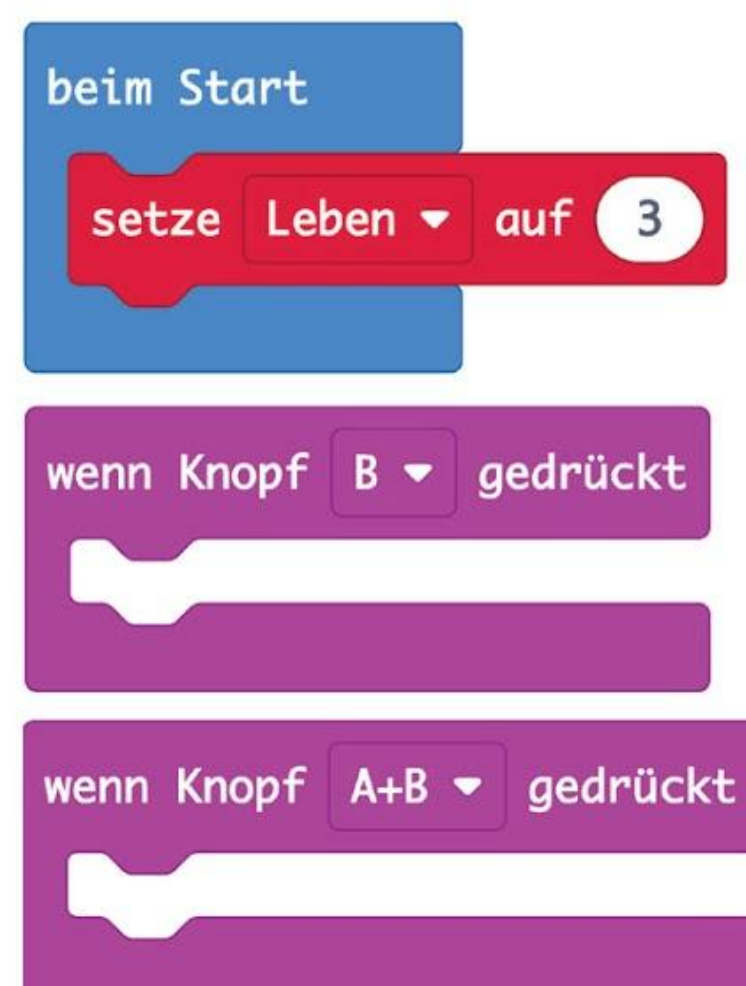 beim Start
setze Leben auf 3
wenn Knopf B gedrückt
wenn Knopf A+B gedrückt